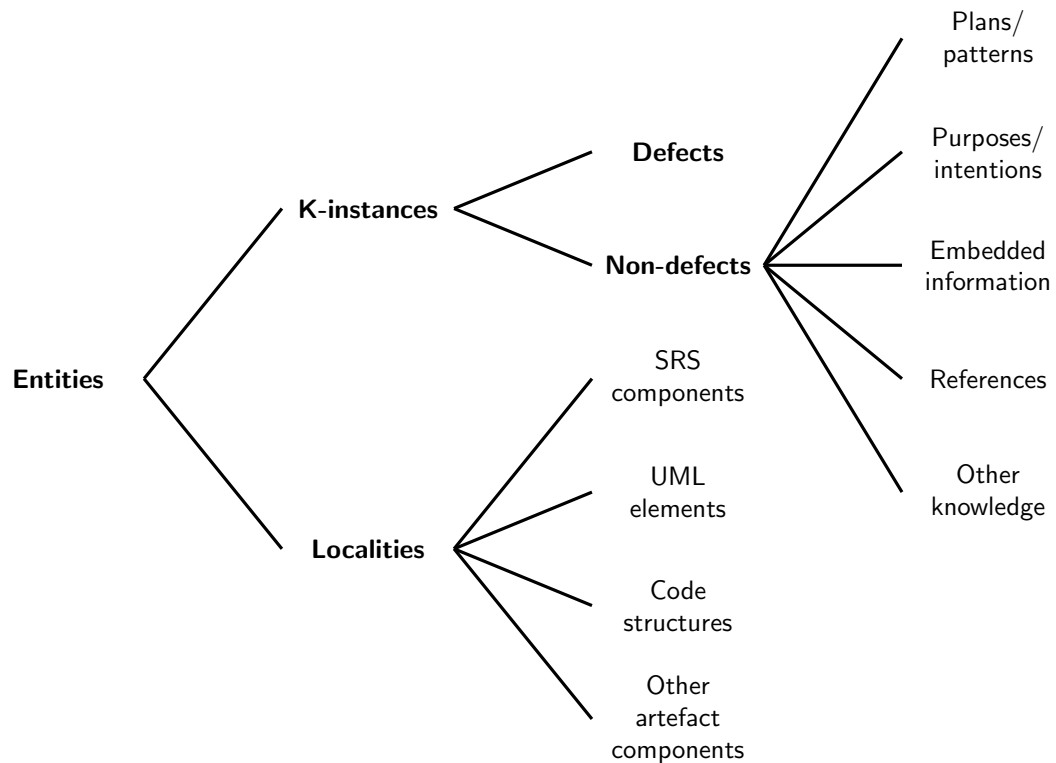 Entities
K-instances
Localities
Defects
Non-defects
SRS
components
UML
elements
Code
structures
Other
artefact
components
Plans/
patterns
Purposes/
intentions
Embedded
information
References
Other
knowledge